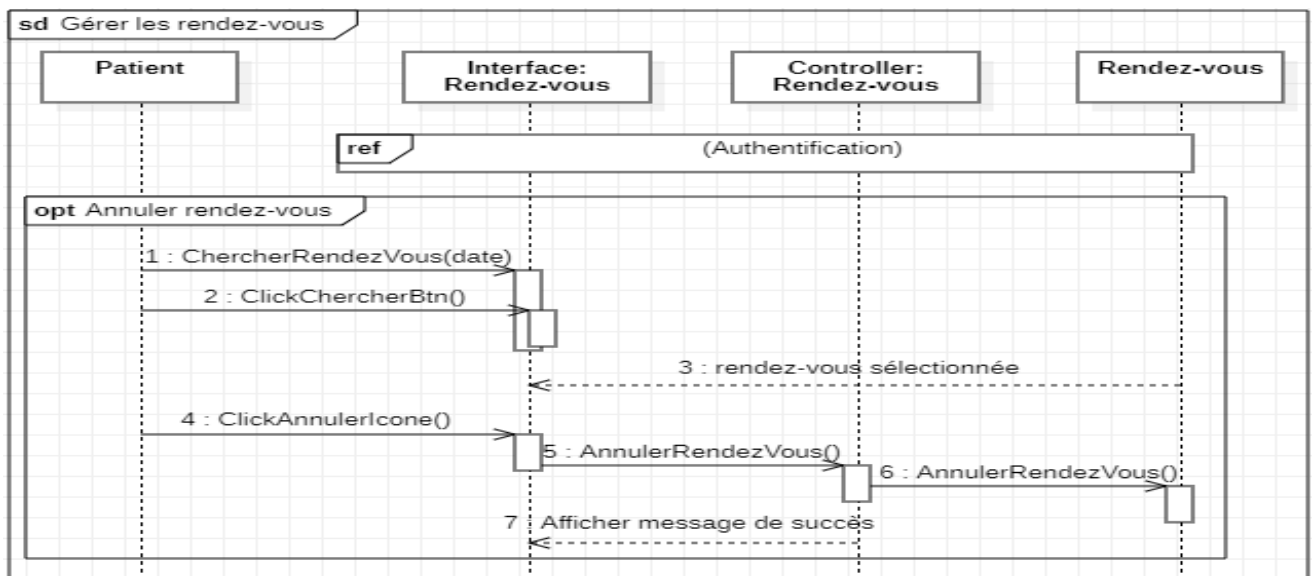 sd Gérer les rendez-vous
Patient
Interface:
Rendez-vous
Controller:
Rendez-vous
Rendez-vous
ref
(Authentification)
opt Annuler rendez-vous
1 : ChercherRendezVous(date)
2 : ClickChercherBtn()
3 : rendez-vous sélectionnée
4 : ClickAnnulerIcone()
5 : AnnulerRendezVous()
6 : AnnulerRendezVous()
7 : Afficher message de succès